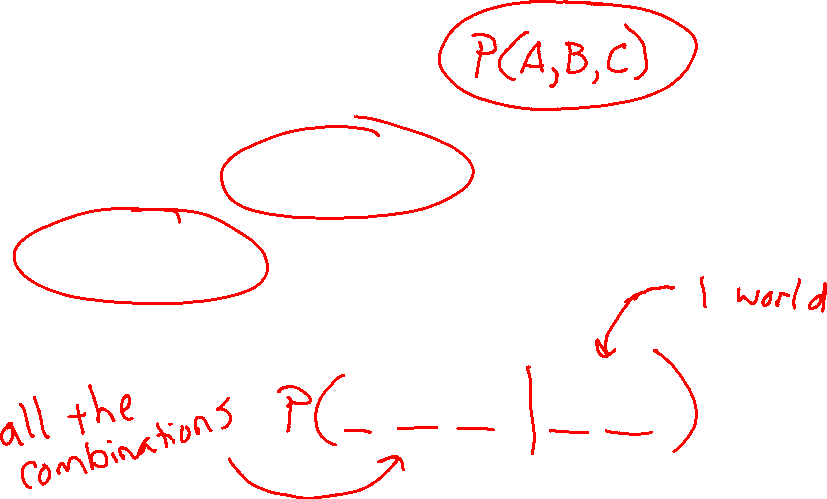 P(A,B,C)
1 world
all the
combinations
P(_ _ _ _|_ _)